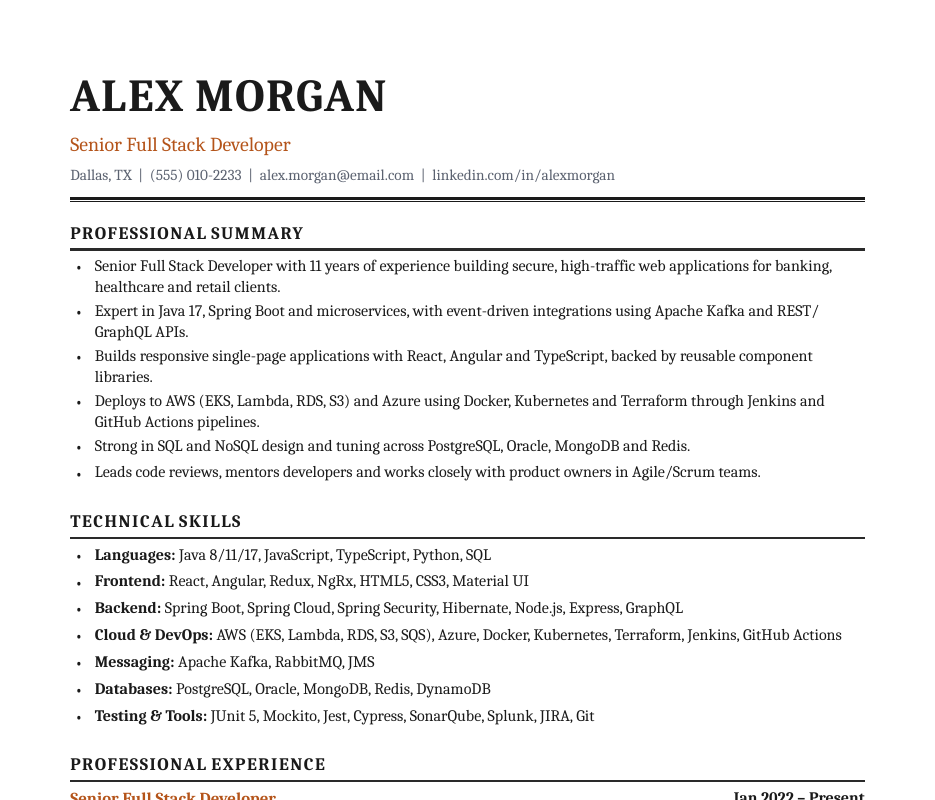 ALEX MORGAN
Senior Full Stack Developer
Dallas, TX | (555) 010-2233 | alex.morgan@email.com | linkedin.com/in/alexmorgan
PROFESSIONAL SUMMARY
• Senior Full Stack Developer with 11 years of experience building secure, high-traffic web applications for banking,
healthcare and retail clients.
• Expert in Java 17, Spring Boot and microservices, with event-driven integrations using Apache Kafka and REST/
GraphQL APIs.
• Builds responsive single-page applications with React, Angular and TypeScript, backed by reusable component
libraries.
• Deploys to AWS (EKS, Lambda, RDS, S3) and Azure using Docker, Kubernetes and Terraform through Jenkins and
GitHub Actions pipelines.
• Strong in SQL and NoSQL design and tuning across PostgreSQL, Oracle, MongoDB and Redis.
• Leads code reviews, mentors developers and works closely with product owners in Agile/Scrum teams.
TECHNICAL SKILLS
• Languages: Java 8/11/17, JavaScript, TypeScript, Python, SQL
• Frontend: React, Angular, Redux, NgRx, HTML5, CSS3, Material UI
• Backend: Spring Boot, Spring Cloud, Spring Security, Hibernate, Node.js, Express, GraphQL
• Cloud & DevOps: AWS (EKS, Lambda, RDS, S3, SQS), Azure, Docker, Kubernetes, Terraform, Jenkins, GitHub Actions
• Messaging: Apache Kafka, RabbitMQ, JMS
• Databases: PostgreSQL, Oracle, MongoDB, Redis, DynamoDB
• Testing & Tools: JUnit 5, Mockito, Jest, Cypress, SonarQube, Splunk, JIRA, Git
PROFESSIONAL EXPERIENCE
Senior Full Stack Developer Jan 2022 – Present